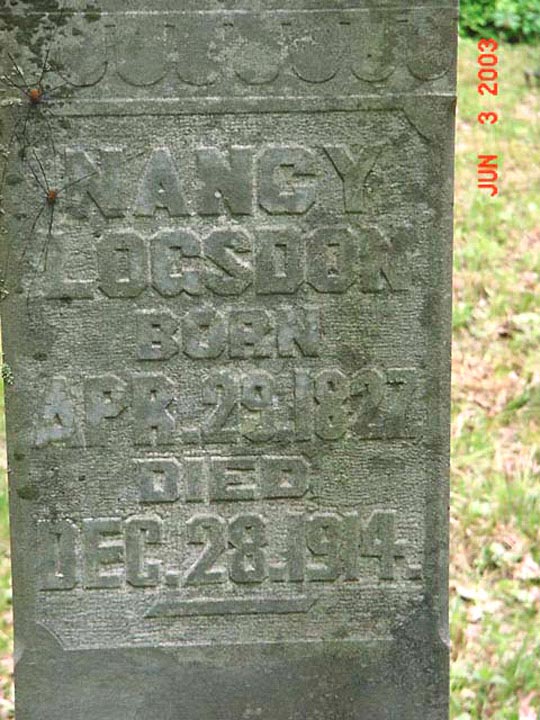 NANCY
LOGSDON
BORN
APR. 29. 1827.
DIED
DEC. 28. 1914.
JUN 3 2003